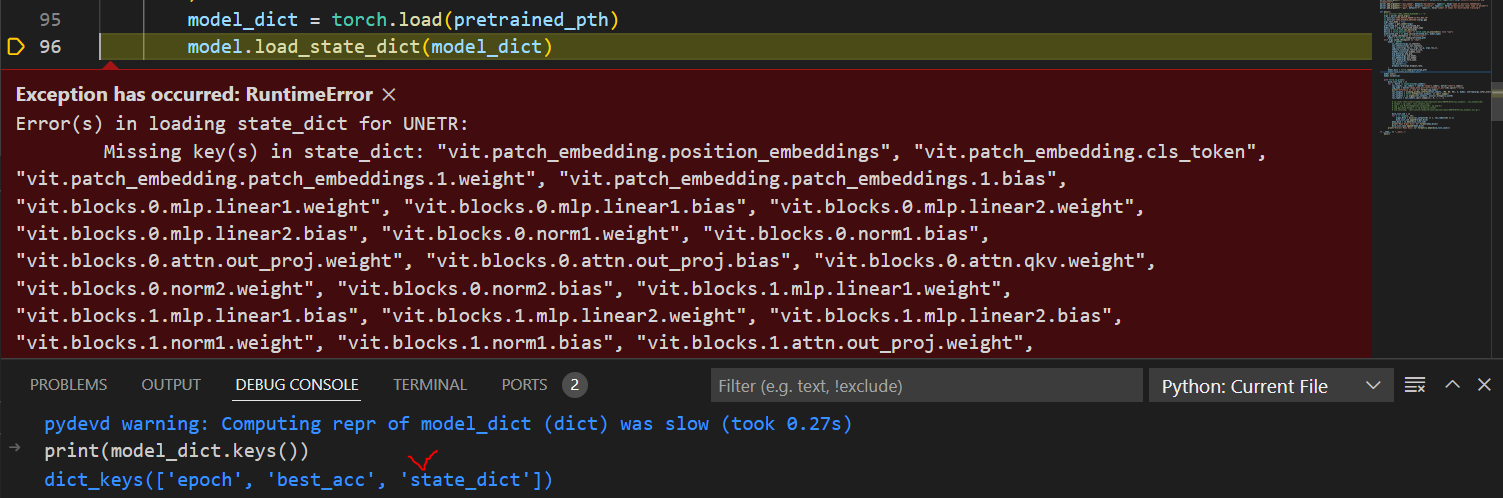 95 model_dict = torch.load(pretrained_pth)
96 model.load_state_dict(model_dict)
Exception has occurred: RuntimeError ×
Error(s) in loading state_dict for UNETR:
Missing key(s) in state_dict: "vit.patch_embedding.position_embeddings", "vit.patch_embedding.cls_token",
"vit.patch_embedding.patch_embeddings.1.weight", "vit.patch_embedding.patch_embeddings.1.bias",
"vit.blocks.0.mlp.linear1.weight", "vit.blocks.0.mlp.linear1.bias", "vit.blocks.0.mlp.linear2.weight",
"vit.blocks.0.mlp.linear2.bias", "vit.blocks.0.norm1.weight", "vit.blocks.0.norm1.bias",
"vit.blocks.0.attn.out_proj.weight", "vit.blocks.0.attn.out_proj.bias", "vit.blocks.0.attn.qkv.weight",
"vit.blocks.0.norm2.weight", "vit.blocks.0.norm2.bias", "vit.blocks.1.mlp.linear1.weight",
"vit.blocks.1.mlp.linear1.bias", "vit.blocks.1.mlp.linear2.weight", "vit.blocks.1.mlp.linear2.bias",
"vit.blocks.1.norm1.weight", "vit.blocks.1.norm1.bias", "vit.blocks.1.attn.out_proj.weight",
PROBLEMS OUTPUT DEBUG CONSOLE TERMINAL PORTS 2 Filter (e.g. text, !exclude) Python: Current File
pydevd warning: Computing repr of model_dict (dict) was slow (took 0.27s)
print(model_dict.keys())
dict_keys(['epoch', 'best_acc', 'state_dict'])